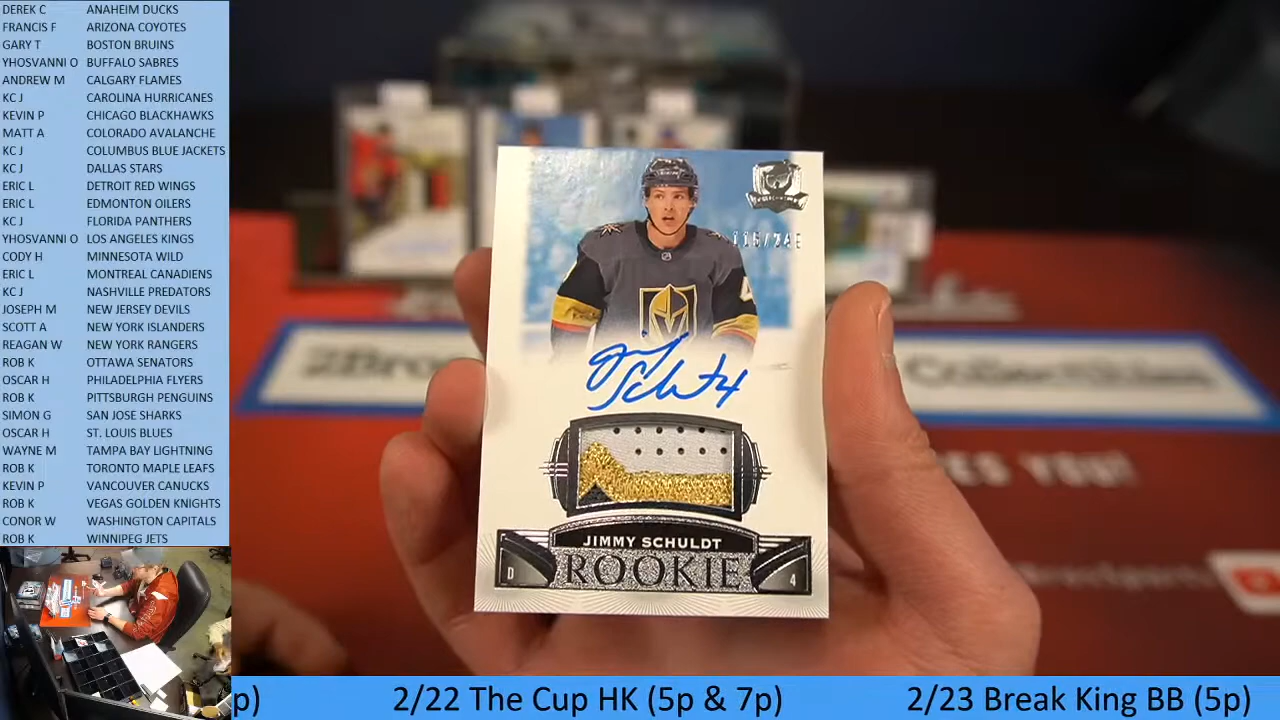 DEREK C ANAHEIM DUCKS
FRANCIS F ARIZONA COYOTES
GARY T BOSTON BRUINS
YHOSVANNI O BUFFALO SABRES
ANDREW M CALGARY FLAMES
KC J CAROLINA HURRICANES
KEVIN P CHICAGO BLACKHAWKS
MATT A COLORADO AVALANCHE
KC J COLUMBUS BLUE JACKETS
KC J DALLAS STARS
ERIC L DETROIT RED WINGS
ERIC L EDMONTON OILERS
KC J FLORIDA PANTHERS
YHOSVANNI O LOS ANGELES KINGS
CODY H MINNESOTA WILD
ERIC L MONTREAL CANADIENS
KC J NASHVILLE PREDATORS
JOSEPH M NEW JERSEY DEVILS
SCOTT A NEW YORK ISLANDERS
REAGAN W NEW YORK RANGERS
ROB K OTTAWA SENATORS
OSCAR H PHILADELPHIA FLYERS
ROB K PITTSBURGH PENGUINS
SIMON G SAN JOSE SHARKS
OSCAR H ST. LOUIS BLUES
WAYNE M TAMPA BAY LIGHTNING
ROB K TORONTO MAPLE LEAFS
KEVIN P VANCOUVER CANUCKS
ROB K VEGAS GOLDEN KNIGHTS
CONOR W WASHINGTON CAPITALS
ROB K WINNIPEG JETS
JIMMY SCHULDT
D ROOKIE 4
Collectibles
YOU!
p) 2/22 The Cup HK (5p & 7p) 2/23 Break King BB (5p)